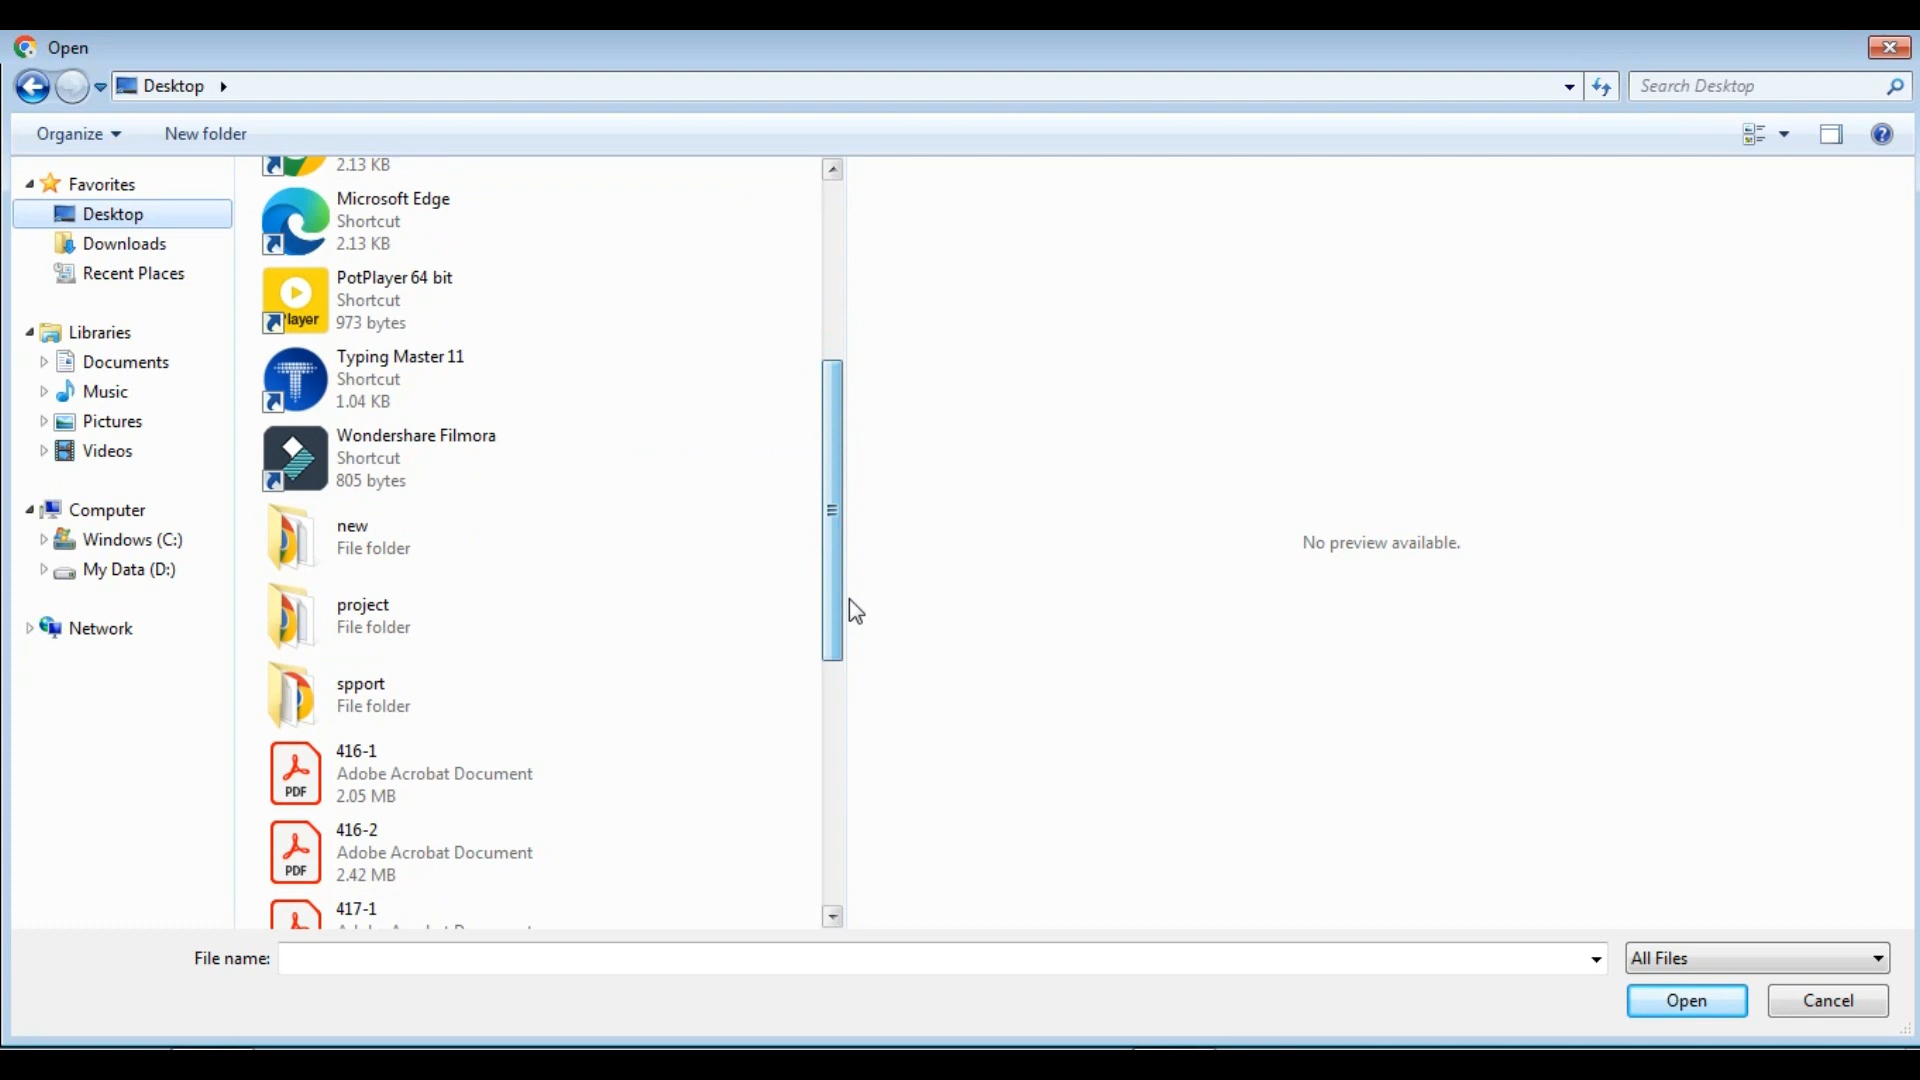 Open
Desktop
Search Desktop
Organize
New folder
Favorites
Desktop
Downloads
Recent Places
Libraries
Documents
Music
Pictures
Videos
Computer
Windows (C:)
My Data (D:)
Network
2.13 KB
Microsoft Edge
Shortcut
2.13 KB
PotPlayer 64 bit
Shortcut
973 bytes
Typing Master 11
Shortcut
1.04 KB
Wondershare Filmora
Shortcut
805 bytes
new
File folder
project
File folder
spport
File folder
PDF
416-1
Adobe Acrobat Document
2.05 MB
PDF
416-2
Adobe Acrobat Document
2.42 MB
417-1
No preview available.
File name:
All Files
Open
Cancel